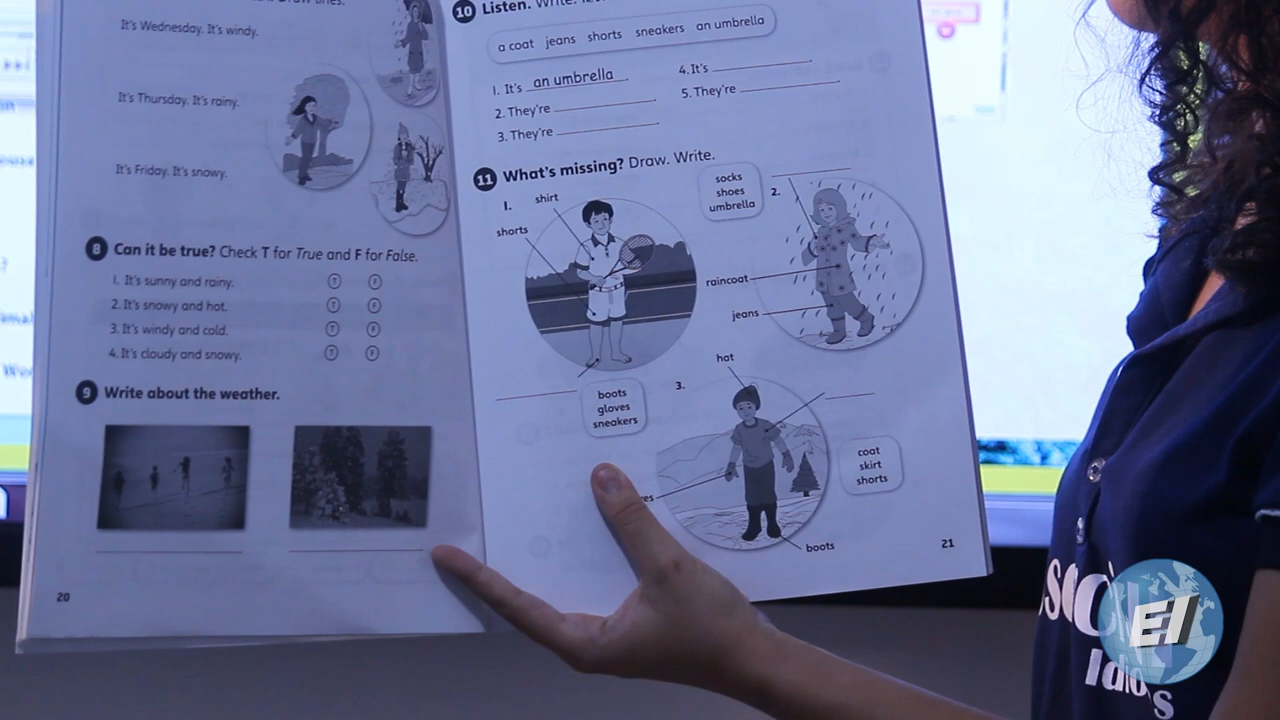 It's Wednesday. It's windy.
It's Thursday. It's rainy.
It's Friday. It's snowy.
8 Can it be true? Check T for True and F for False.
1. It's sunny and rainy. T F
2. It's snowy and hot. T F
3. It's windy and cold. T F
4. It's cloudy and snowy. T F
9 Write about the weather.
20
10 Listen. Write.
a coat jeans shorts sneakers an umbrella
1. It's an umbrella
2. They're
3. They're
4. It's
5. They're
11 What's missing? Draw. Write.
1.
shirt
shorts
boots
gloves
sneakers
socks
shoes
umbrella
2.
raincoat
jeans
3.
hat
coat
skirt
shorts
boots
21
EI